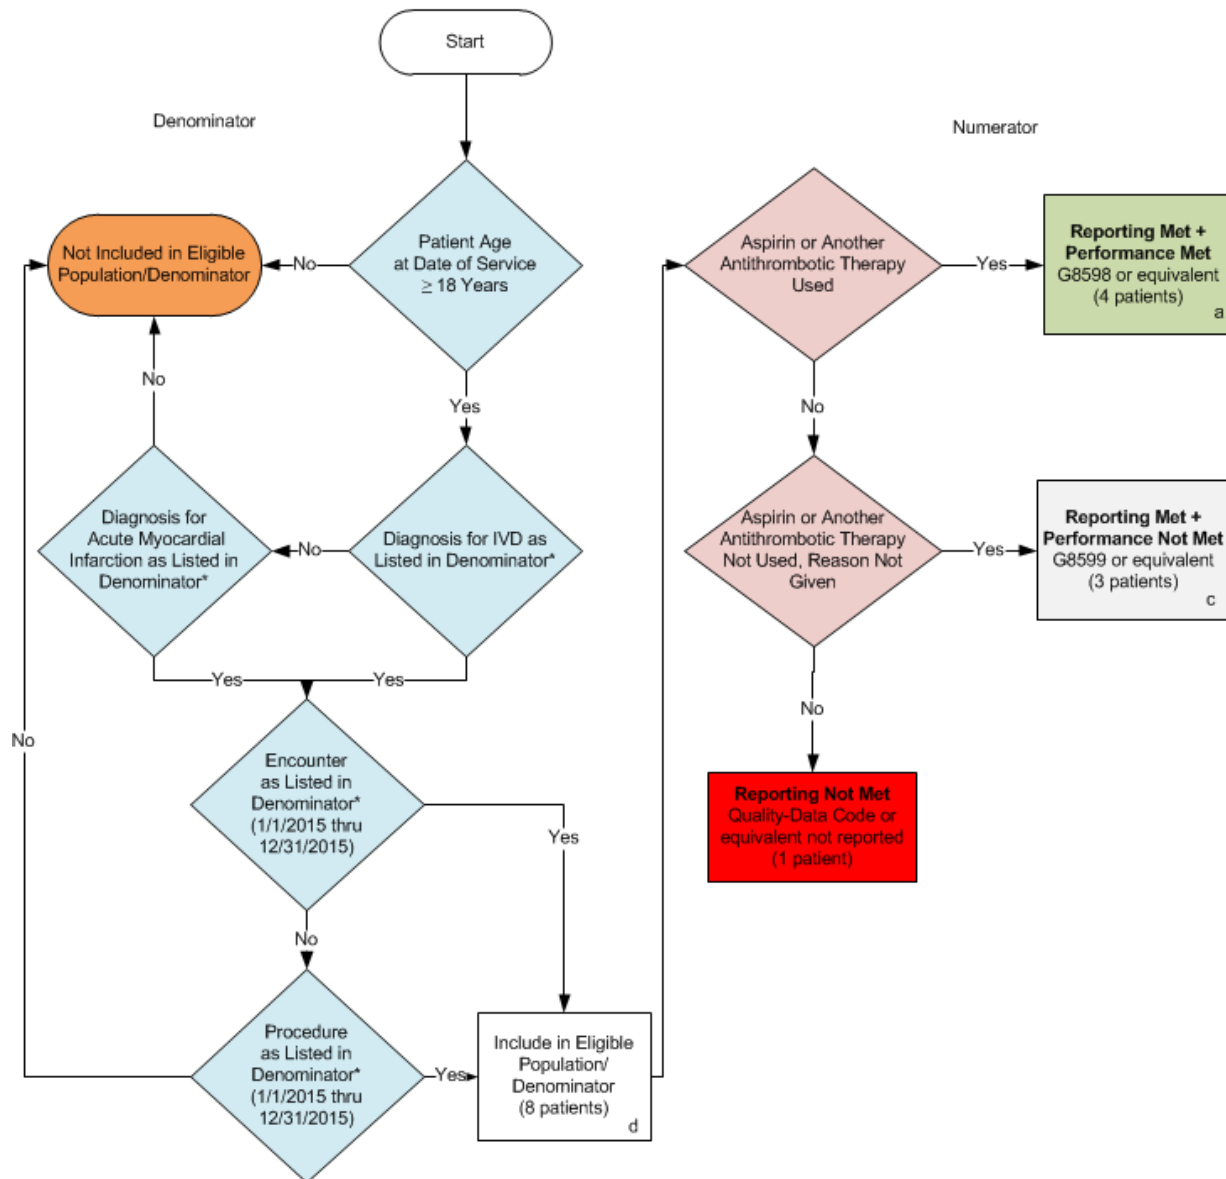 Start
Denominator
Numerator
Not Included in Eligible
Population/Denominator
No
Patient Age
at Date of Service
≥ 18 Years
Aspirin or Another
Antithrombotic Therapy
Used
Yes
Reporting Met +
Performance Met
G8598 or equivalent
(4 patients)
a
No
Yes
No
Diagnosis for
Acute Myocardial
Infarction as Listed in
Denominator*
No
Diagnosis for IVD as
Listed in Denominator*
Aspirin or Another
Antithrombotic Therapy
Not Used, Reason Not
Given
Yes
Reporting Met +
Performance Not Met
G8599 or equivalent
(3 patients)
c
Yes
Yes
No
No
Encounter
as Listed in
Denominator*
(1/1/2015 thru
12/31/2015)
Yes
Reporting Not Met
Quality-Data Code or
equivalent not reported
(1 patient)
No
Procedure
as Listed in
Denominator*
(1/1/2015 thru
12/31/2015)
Yes
Include in Eligible
Population/
Denominator
(8 patients)
d